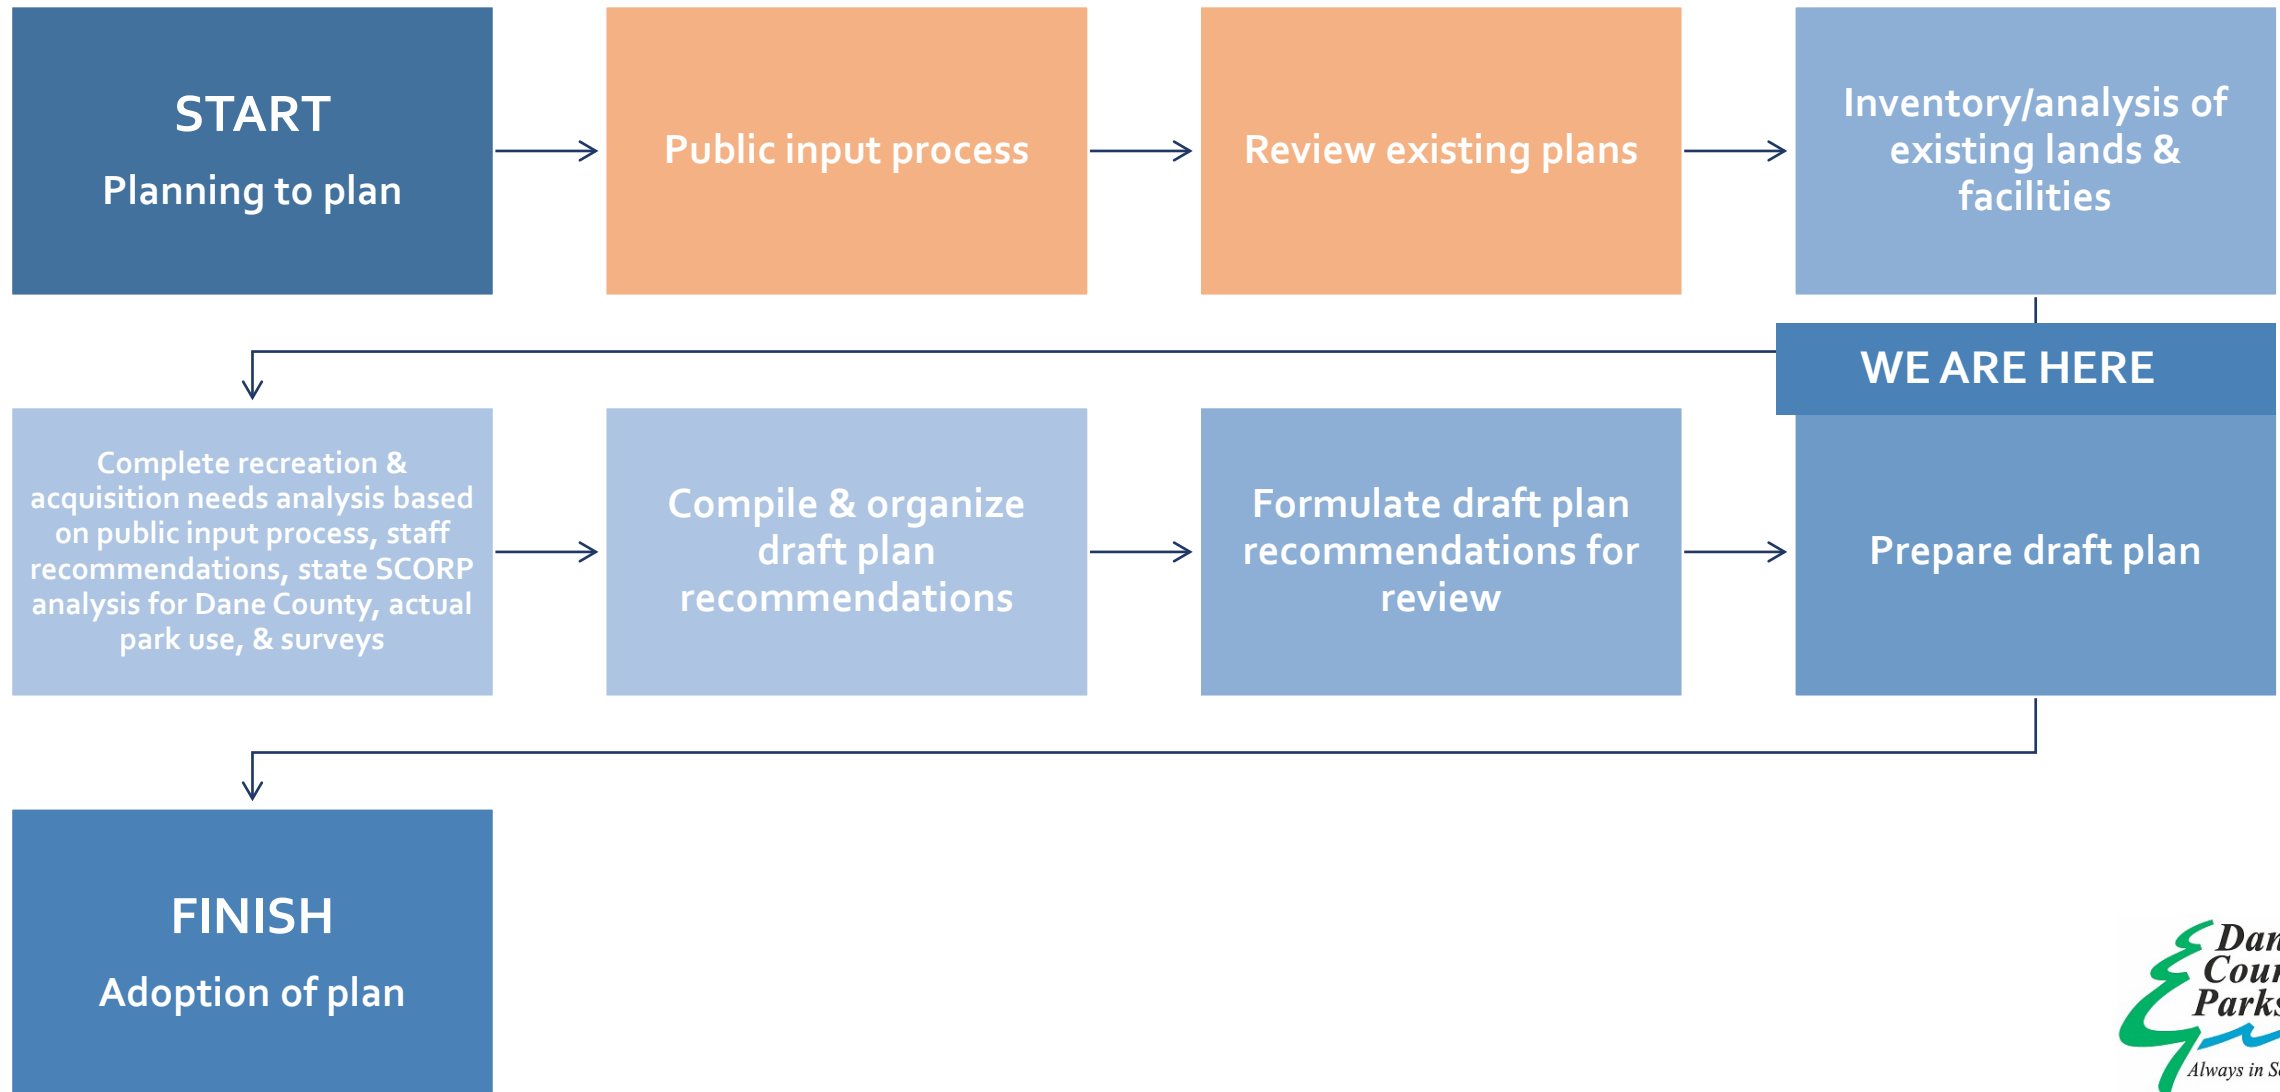 START
Planning to plan
Public input process
Review existing plans
Inventory/analysis of
existing lands &
facilities
WE ARE HERE
Complete recreation &
acquisition needs analysis based
on public input process, staff
recommendations, state SCORP
analysis for Dane County, actual
park use, & surveys
Compile & organize
draft plan
recommendations
Formulate draft plan
recommendations for
review
Prepare draft plan
FINISH
Adoption of plan
Parks
Always in